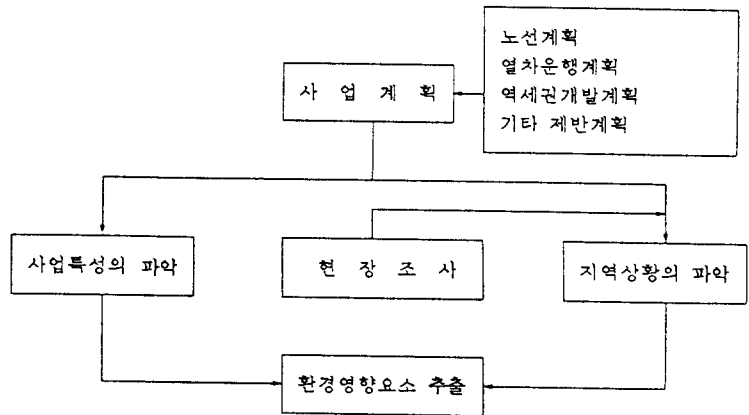 노선계획
열차운행계획
역세권개발계획
기타 제반계획
사 업 계 획
사업특성의 파악
현 장 조 사
지역상황의 파악
환경영향요소 추출